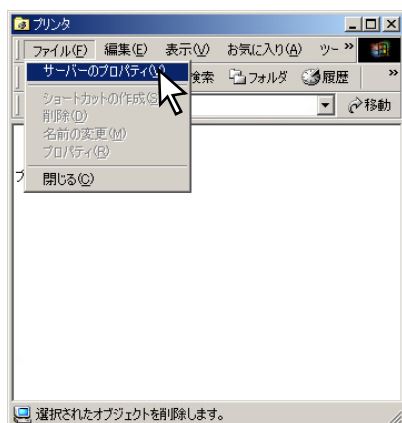 プリンタ
ファイル(F) 編集(E) 表示(V) お気に入り(A) ツー »
サーバーのプロパティ(V)
検索 フォルダ 履歴 »
ショートカットの作成(S)
移動
削除(D)
名前の変更(M)
プロパティ(R)
プ
閉じる(C)
選択されたオブジェクトを削除します。